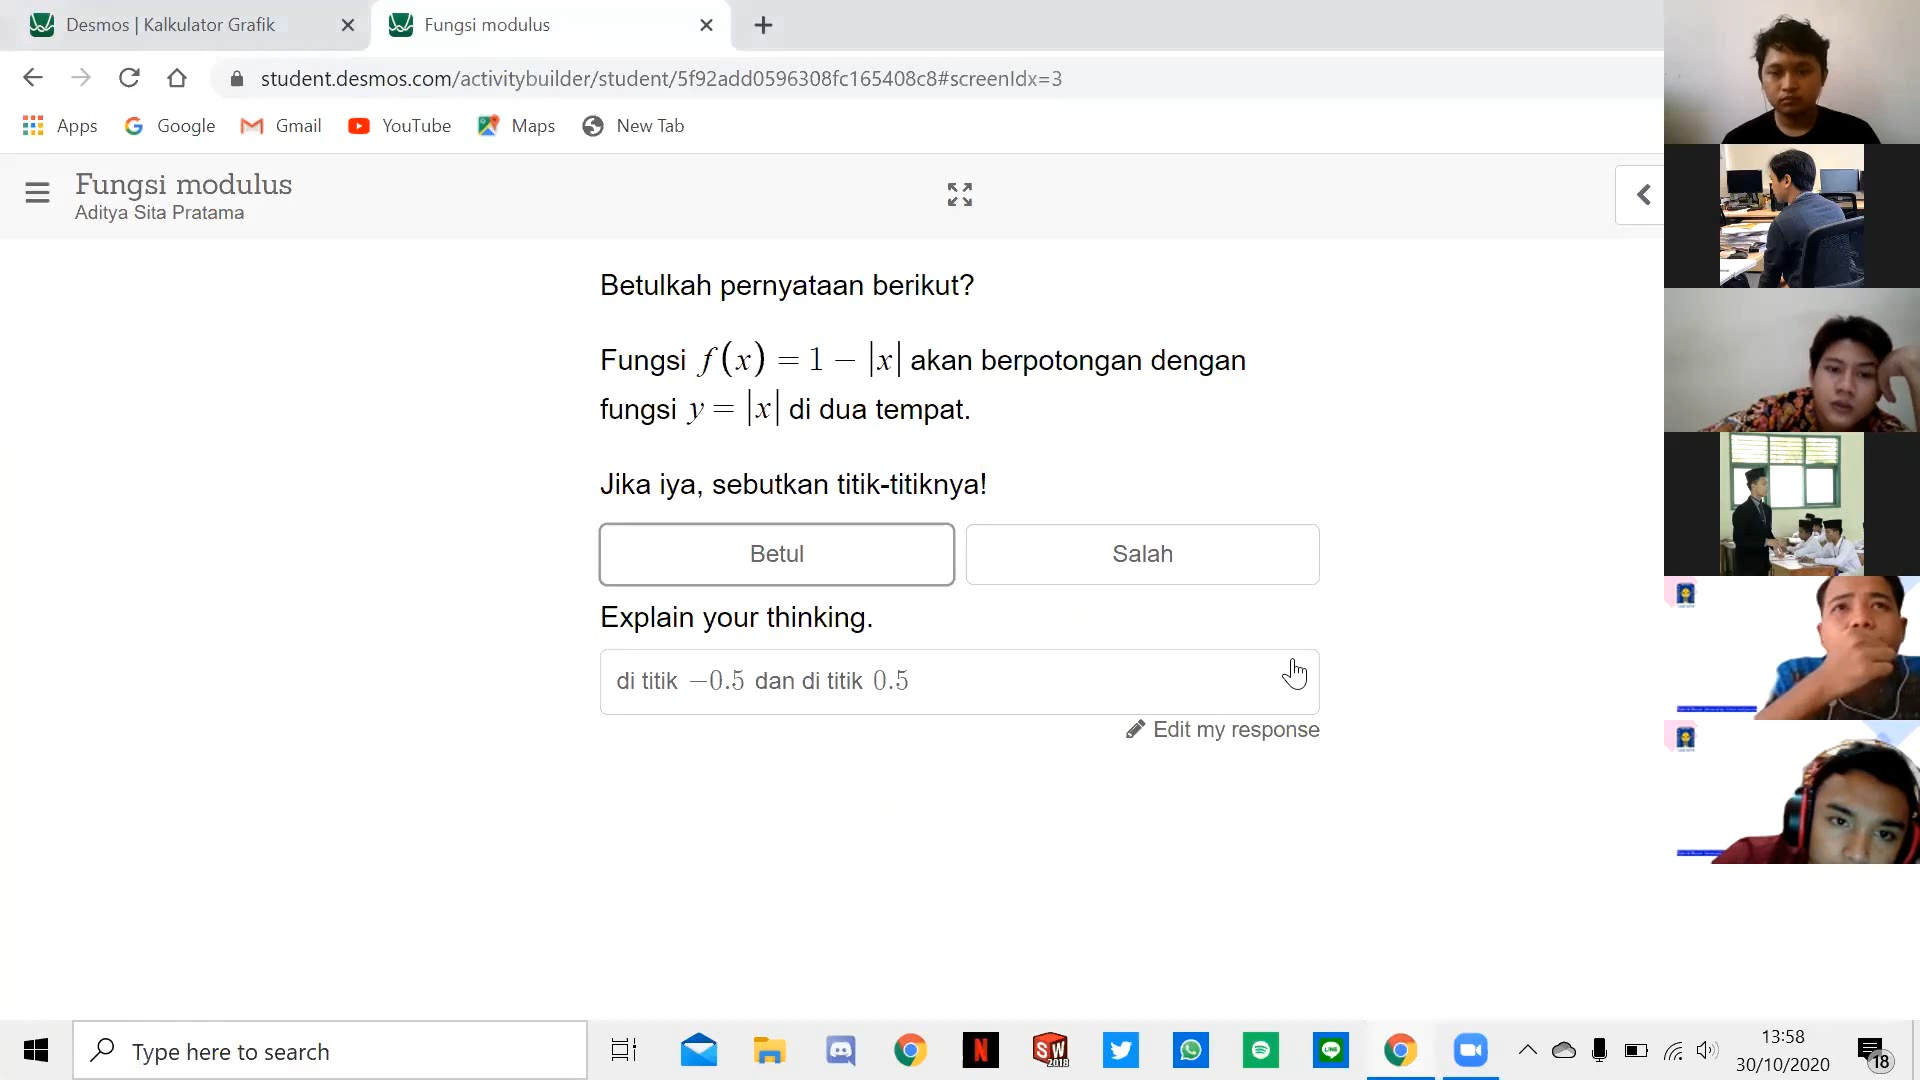 Desmos | Kalkulator Grafik
Fungsi modulus
student.desmos.com/activitybuilder/student/5f92add0596308fc165408c8#screenIdx=3
Apps Google Gmail YouTube Maps New Tab
Fungsi modulus
Aditya Sita Pratama
Betulkah pernyataan berikut?
Fungsi f(x) = 1 − |x| akan berpotongan dengan
fungsi y = |x| di dua tempat.
Jika iya, sebutkan titik-titiknya!
Betul Salah
Explain your thinking.
di titik −0.5 dan di titik 0.5
Edit my response
Type here to search
N
SW
2018
LINE
13:58
30/10/2020
18